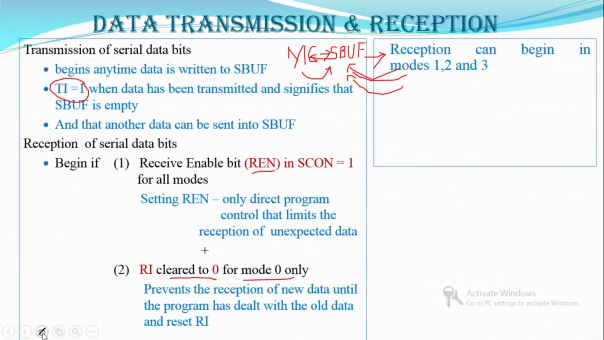 DATA TRANSMISSION & RECEPTION
Transmission of serial data bits
• begins anytime data is written to SBUF
• TI =1 when data has been transmitted and signifies that
SBUF is empty
• And that another data can be sent into SBUF
Reception of serial data bits
• Begin if (1) Receive Enable bit (REN) in SCON = 1
for all modes
Setting REN – only direct program
control that limits the
reception of unexpected data
+
(2) RI cleared to 0 for mode 0 only
Prevents the reception of new data until
the program has dealt with the old data
and reset RI
SBUF
Reception can begin in
modes 1,2 and 3
Activate Windows
Go to PC settings to activate Windows.